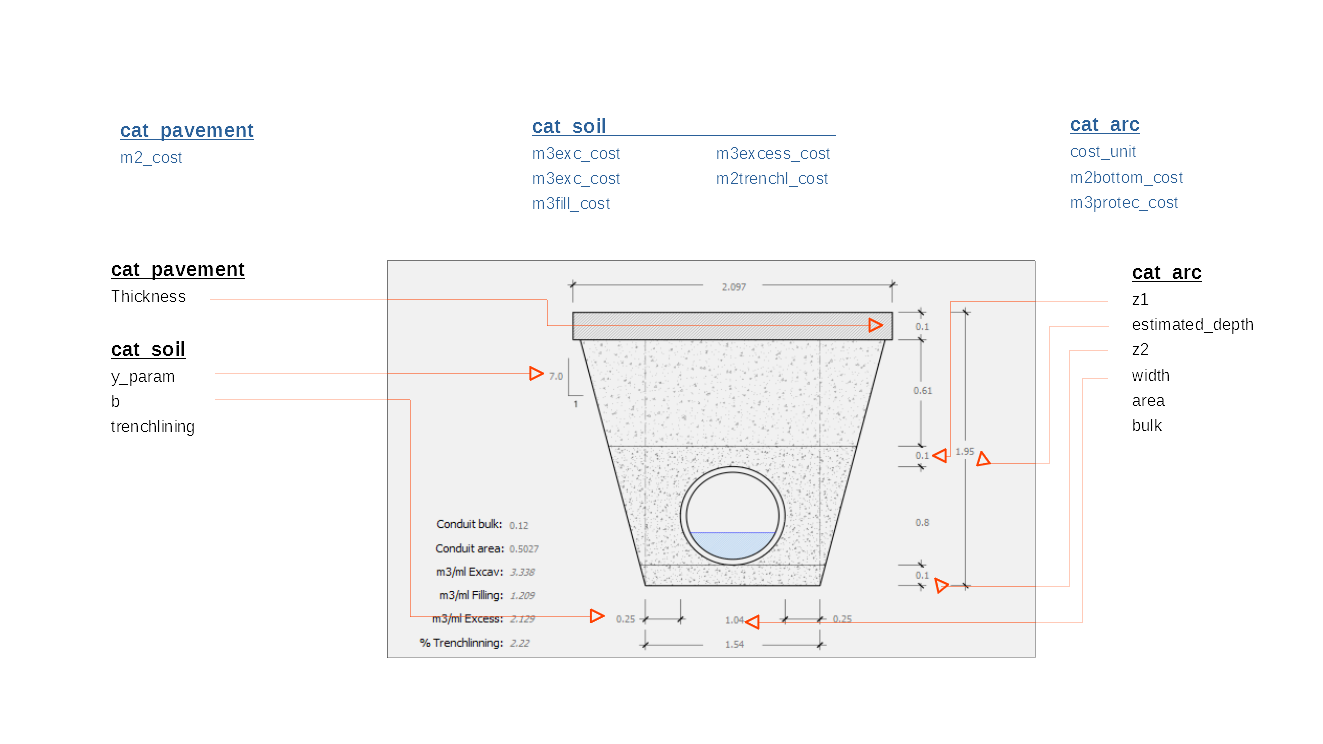 cat_pavement
m2_cost
cat_soil
m3exc_cost m3excess_cost
m3exc_cost m2trenchl_cost
m3fill_cost
cat_arc
cost_unit
m2bottom_cost
m3protec_cost
cat_pavement
Thickness
cat_soil
y_param
b
trenchlining
2.097
0.1
0.61
0.1
1.95
0.8
0.1
7.0
1
Conduit bulk: 0.12
Conduit area: 0.5027
m3/ml Excav: 3.338
m3/ml Filling: 1.209
m3/ml Excess: 2.129
% Trenchlinning: 2.22
0.25 1.04 0.25
1.54
cat_arc
z1
estimated_depth
z2
width
area
bulk